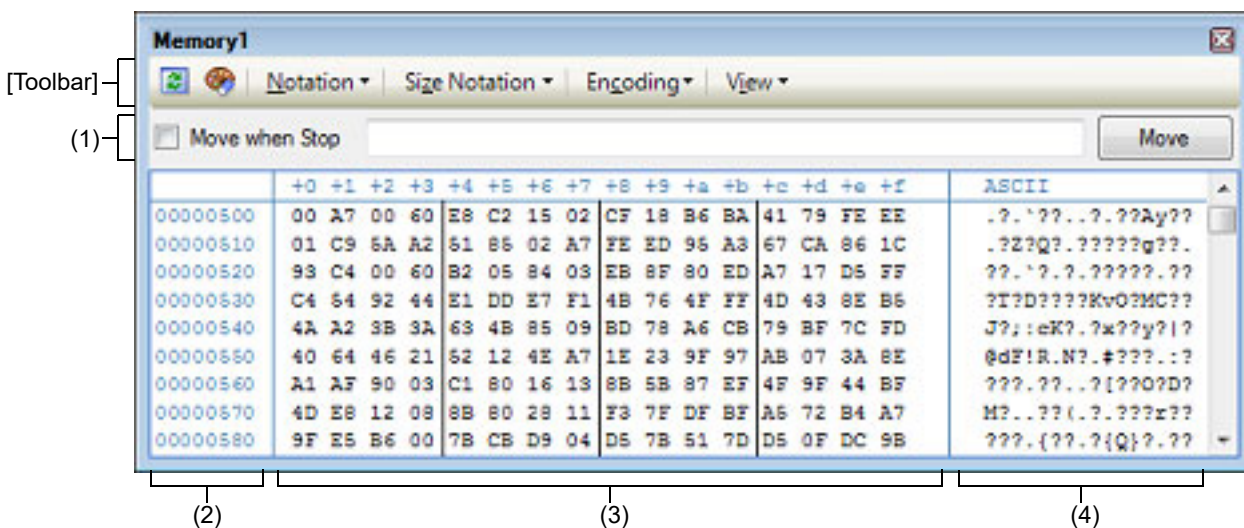 Memory1
[Toolbar] Notation Size Notation Encoding View
(1) Move when Stop Move
+0 +1 +2 +3 +4 +5 +6 +7 +8 +9 +a +b +c +d +e +f ASCII
00000500 00 A7 00 60 E8 C2 15 02 CF 18 B6 BA 41 79 FE EE .?.`??..?.??Ay??
00000510 01 C9 5A A2 51 85 02 A7 FE ED 95 A3 67 CA 86 1C .?Z?Q?.?????g??.
00000520 93 C4 00 60 B2 05 84 03 EB 8F 80 ED A7 17 D5 FF ??.`?.?.?????.??
00000530 C4 54 92 44 E1 DD E7 F1 4B 76 4F FF 4D 43 8E B5 ?T?D????KvO?MC??
00000540 4A A2 3B 3A 63 4B 85 09 BD 78 A6 CB 79 BF 7C FD J?;:cK?.?x??y?|?
00000550 40 64 46 21 52 12 4E A7 1E 23 9F 97 AB 07 3A 8E @dF!R.N?.#???.:?
00000560 A1 AF 90 03 C1 80 16 13 8B 5B 87 EF 4F 9F 44 BF ???.??..?[??O?D?
00000570 4D E8 12 08 8B 80 28 11 F3 7F DF BF A5 72 B4 A7 M?..??(.?.???r??
00000580 9F E5 B6 00 7B CB D9 04 D5 7B 51 7D D5 0F DC 9B ???.{??.?{Q}?.??
(2) (3) (4)